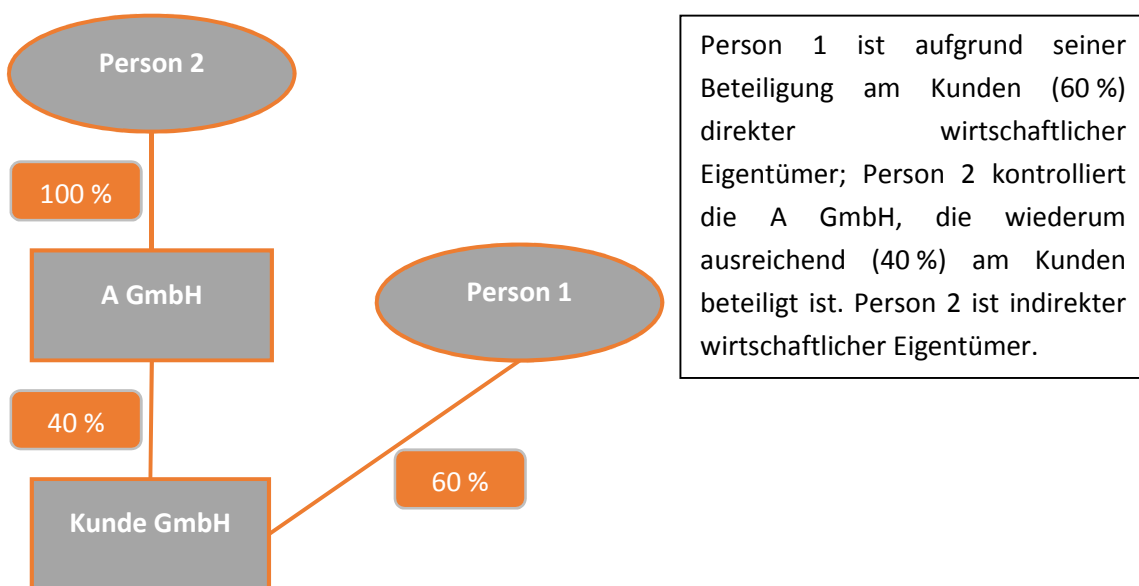 Person 2
100 %
A GmbH
Person 1
40 %
60 %
Kunde GmbH
Person 1 ist aufgrund seiner
Beteiligung am Kunden (60 %)
direkter wirtschaftlicher
Eigentümer; Person 2 kontrolliert
die A GmbH, die wiederum
ausreichend (40 %) am Kunden
beteiligt ist. Person 2 ist indirekter
wirtschaftlicher Eigentümer.